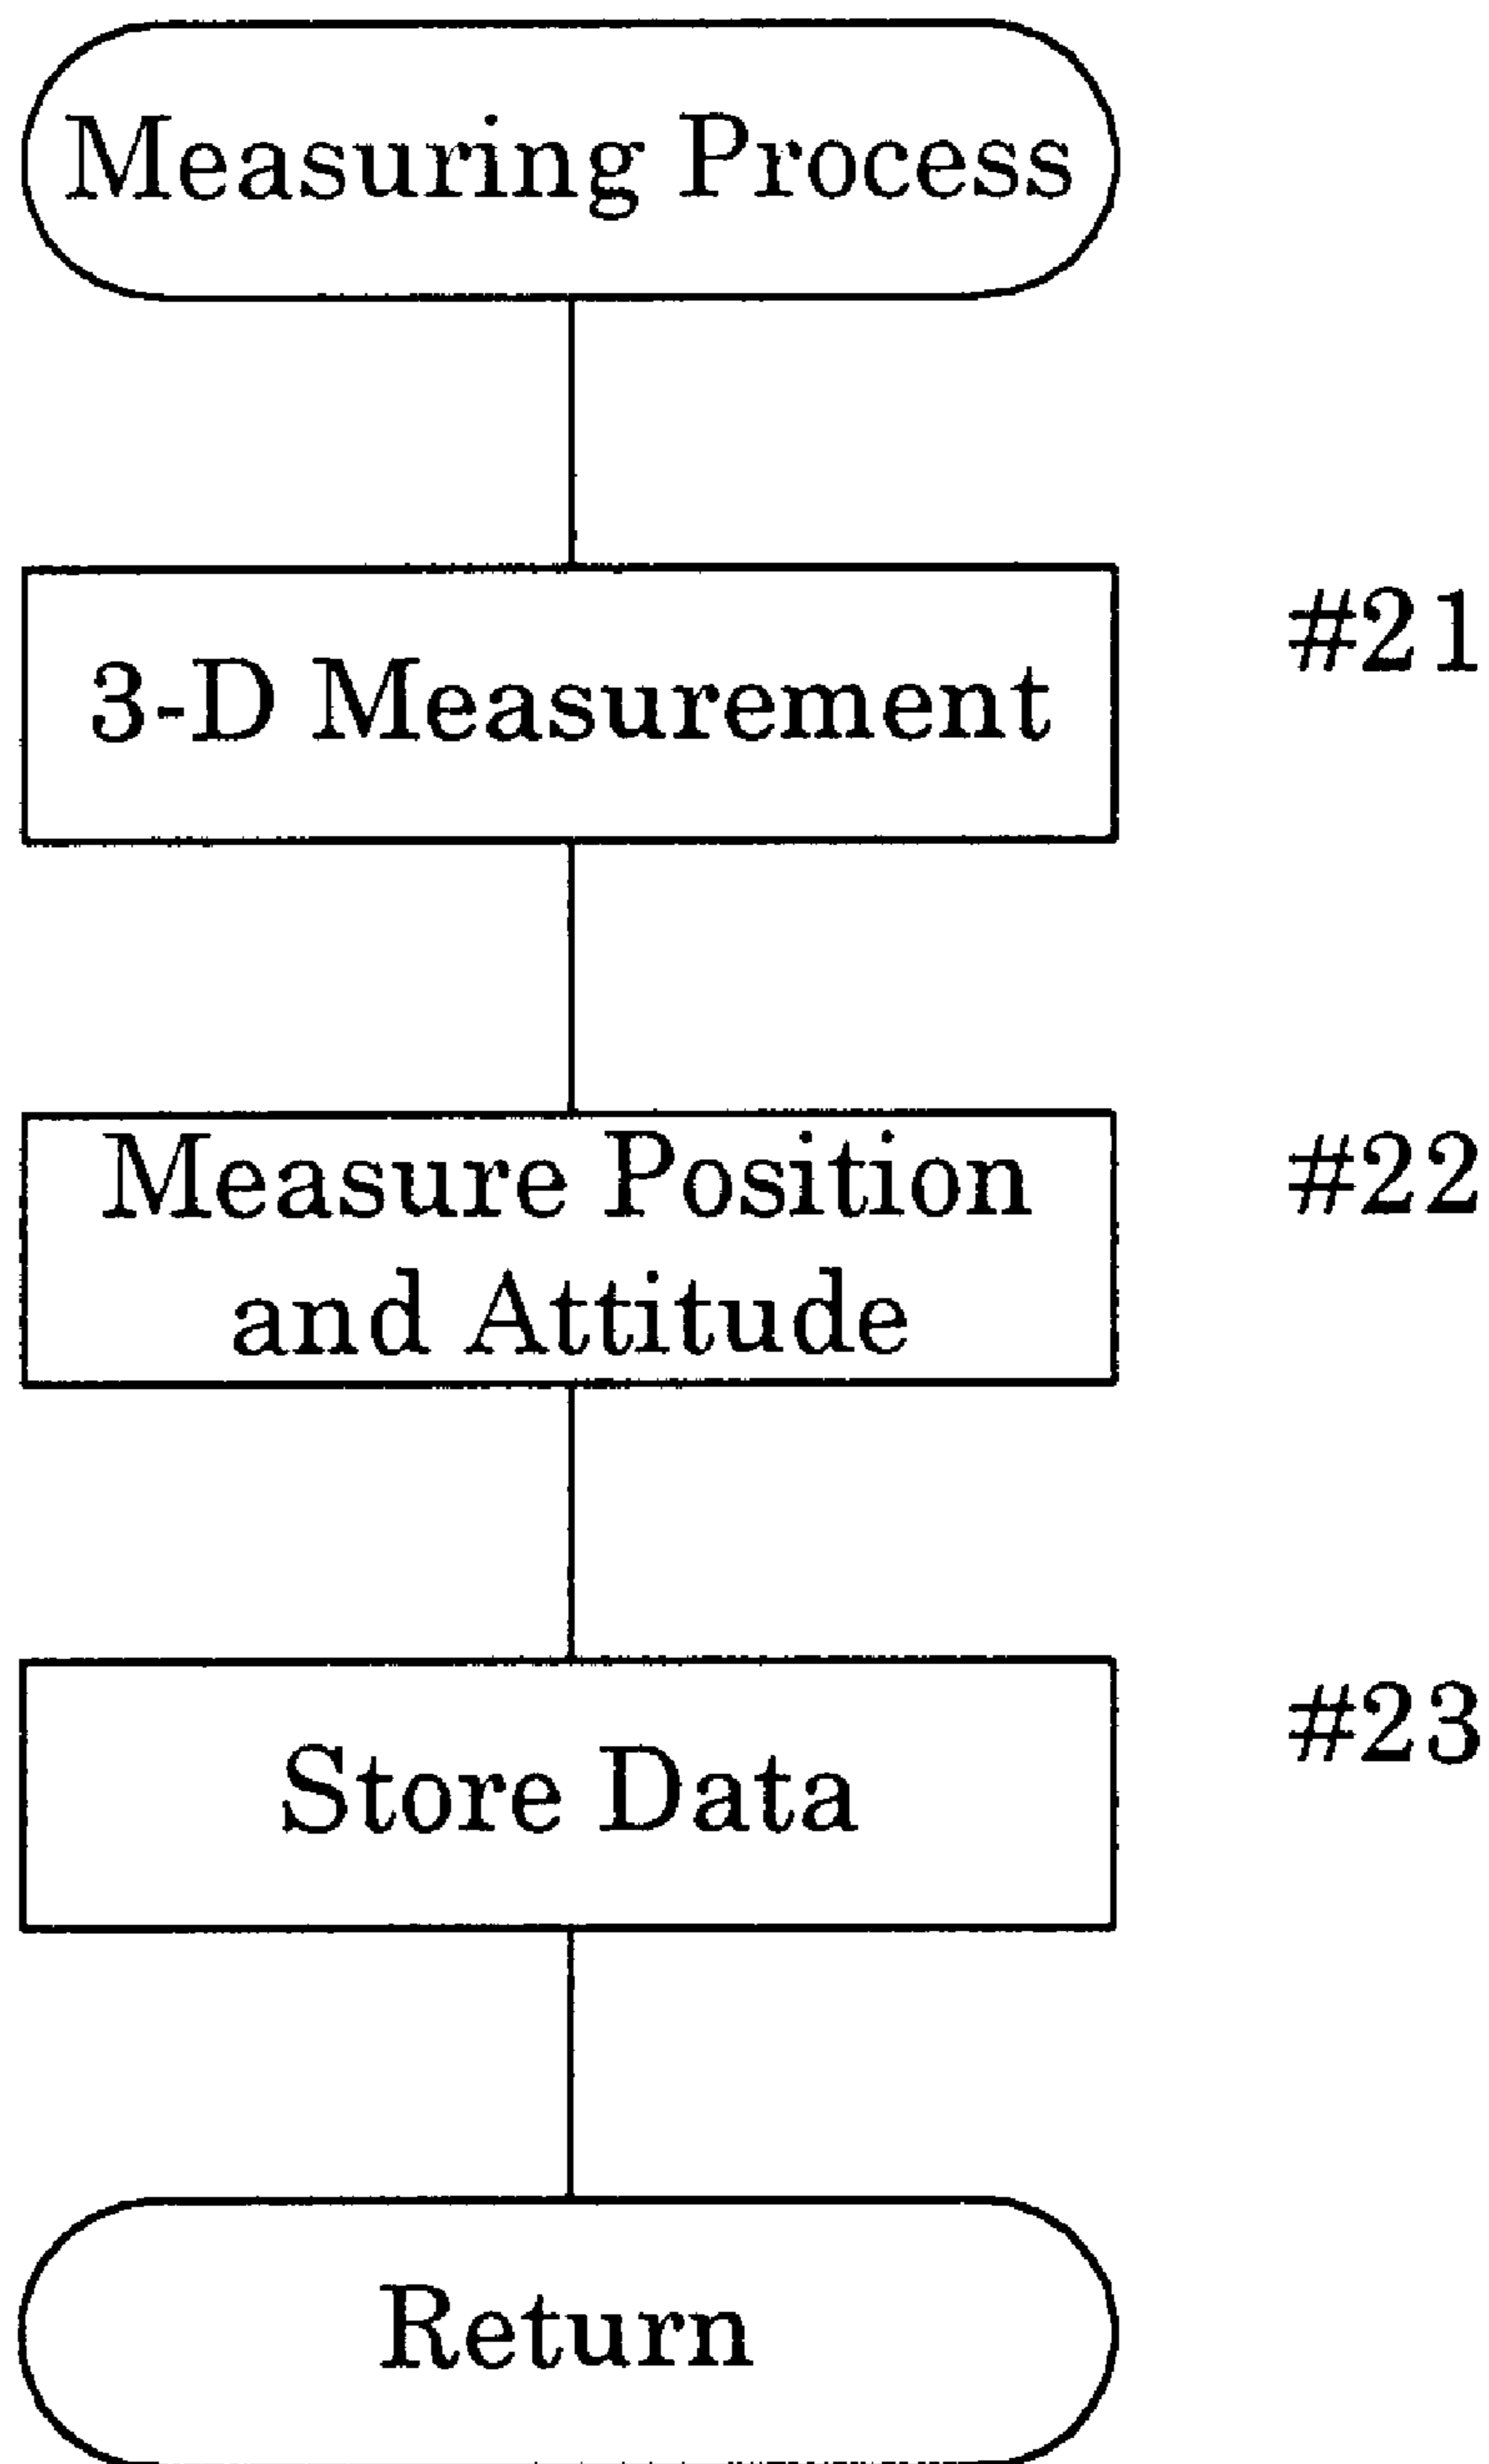 Measuring Process
3-D Measurement
#21
Measure Position
and Attitude
#22
Store Data
#23
Return